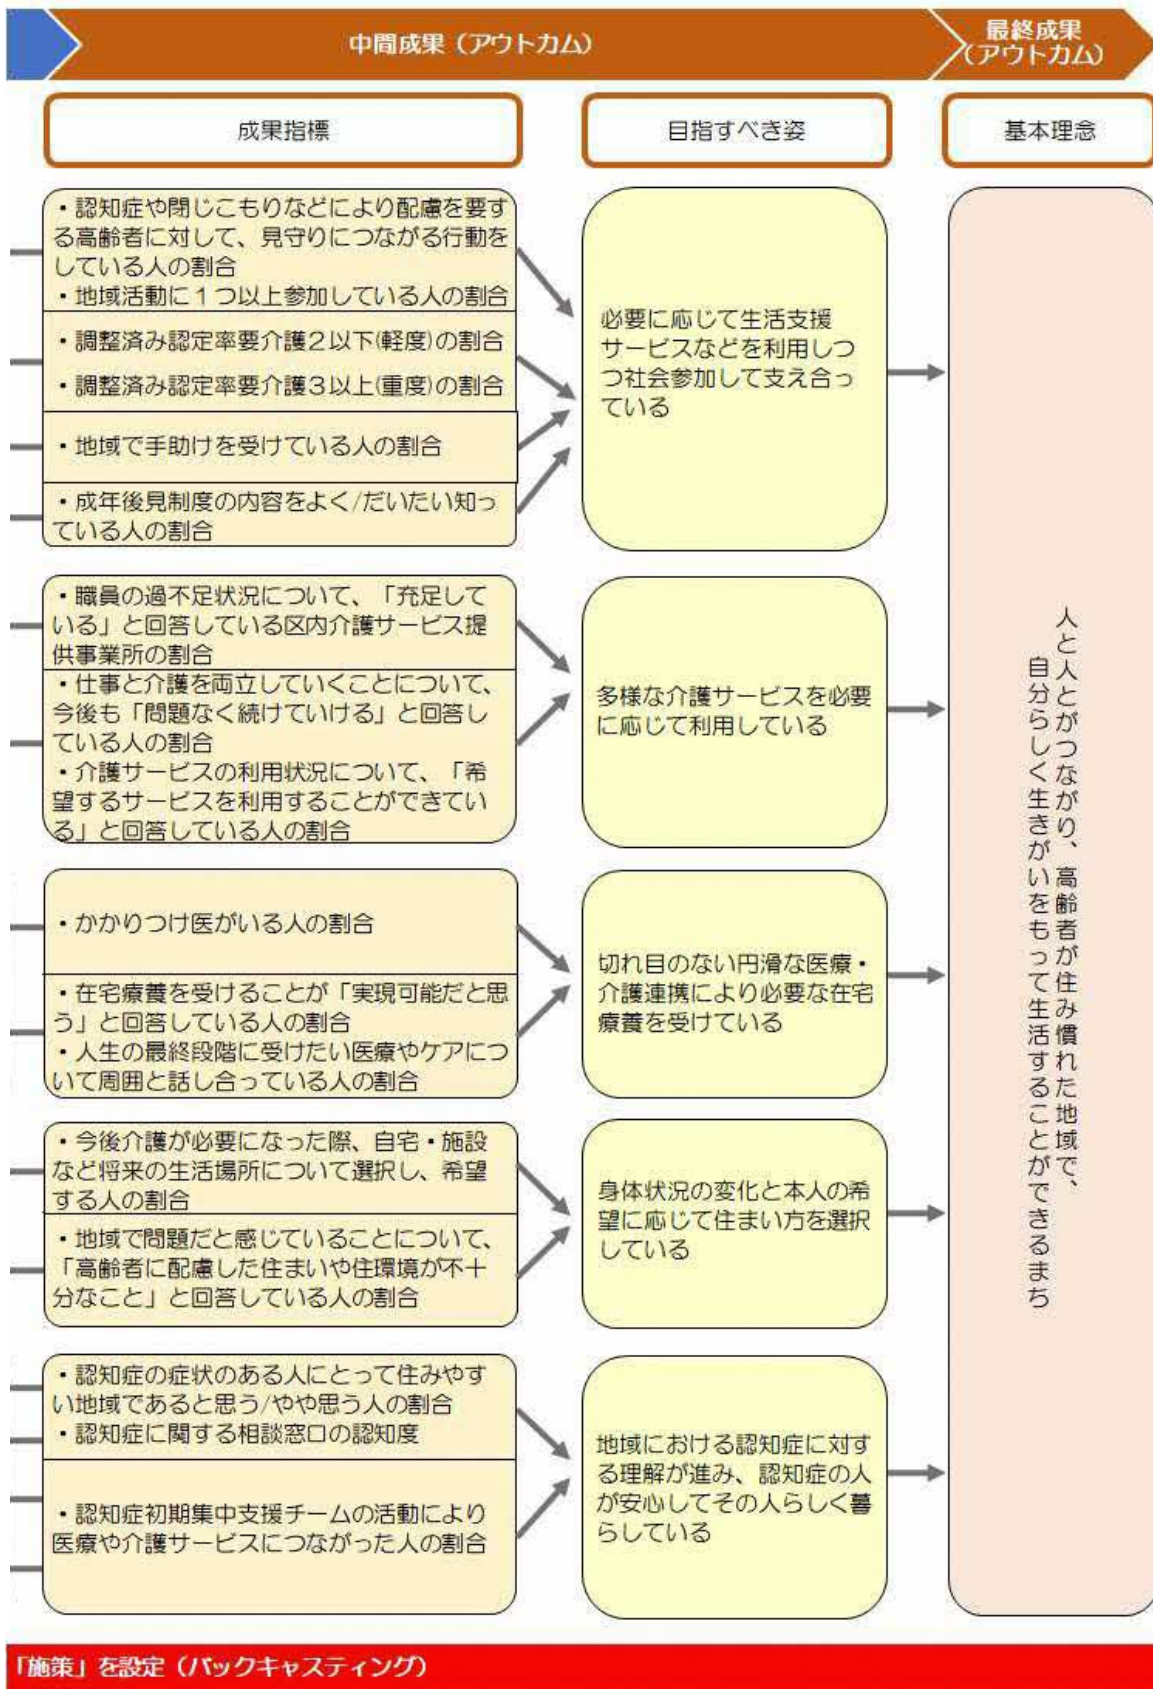 中間成果（アウトカム）
最終成果
（アウトカム）
成果指標
目指すべき姿
基本理念
・認知症や閉じこもりなどにより配慮を要す
る高齢者に対して、見守りにつながる行動を
している人の割合
・地域活動に１つ以上参加している人の割合
・調整済み認定率要介護２以下(軽度)の割合
・調整済み認定率要介護３以上(重度)の割合
・地域で手助けを受けている人の割合
・成年後見制度の内容をよく/だいたい知っ
ている人の割合
必要に応じて生活支援
サービスなどを利用しつ
つ社会参加して支え合っ
ている
・職員の過不足状況について、「充足して
いる」と回答している区内介護サービス提
供事業所の割合
・仕事と介護を両立していくことについて、
今後も「問題なく続けていける」と回答し
ている人の割合
・介護サービスの利用状況について、「希
望するサービスを利用することができてい
る」と回答している人の割合
多様な介護サービスを必要
に応じて利用している
・かかりつけ医がいる人の割合
・在宅療養を受けることが「実現可能だと思
う」と回答している人の割合
・人生の最終段階に受けたい医療やケアにつ
いて周囲と話し合っている人の割合
切れ目のない円滑な医療・
介護連携により必要な在宅
療養を受けている
・今後介護が必要になった際、自宅・施設
など将来の生活場所について選択し、希望
する人の割合
・地域で問題だと感じていることについて、
「高齢者に配慮した住まいや住環境が不十
分なこと」と回答している人の割合
身体状況の変化と本人の希
望に応じて住まい方を選択
している
・認知症の症状のある人にとって住みやす
い地域であると思う/やや思う人の割合
・認知症に関する相談窓口の認知度
・認知症初期集中支援チームの活動により
医療や介護サービスにつながった人の割合
地域における認知症に対す
る理解が進み、認知症の人
が安心してその人らしく暮
らしている
人と人とがつながり、高齢者が住み慣れた地域で、
自分らしく生きがいをもって生活することができるまち
「施策」を設定（バックキャスティング）